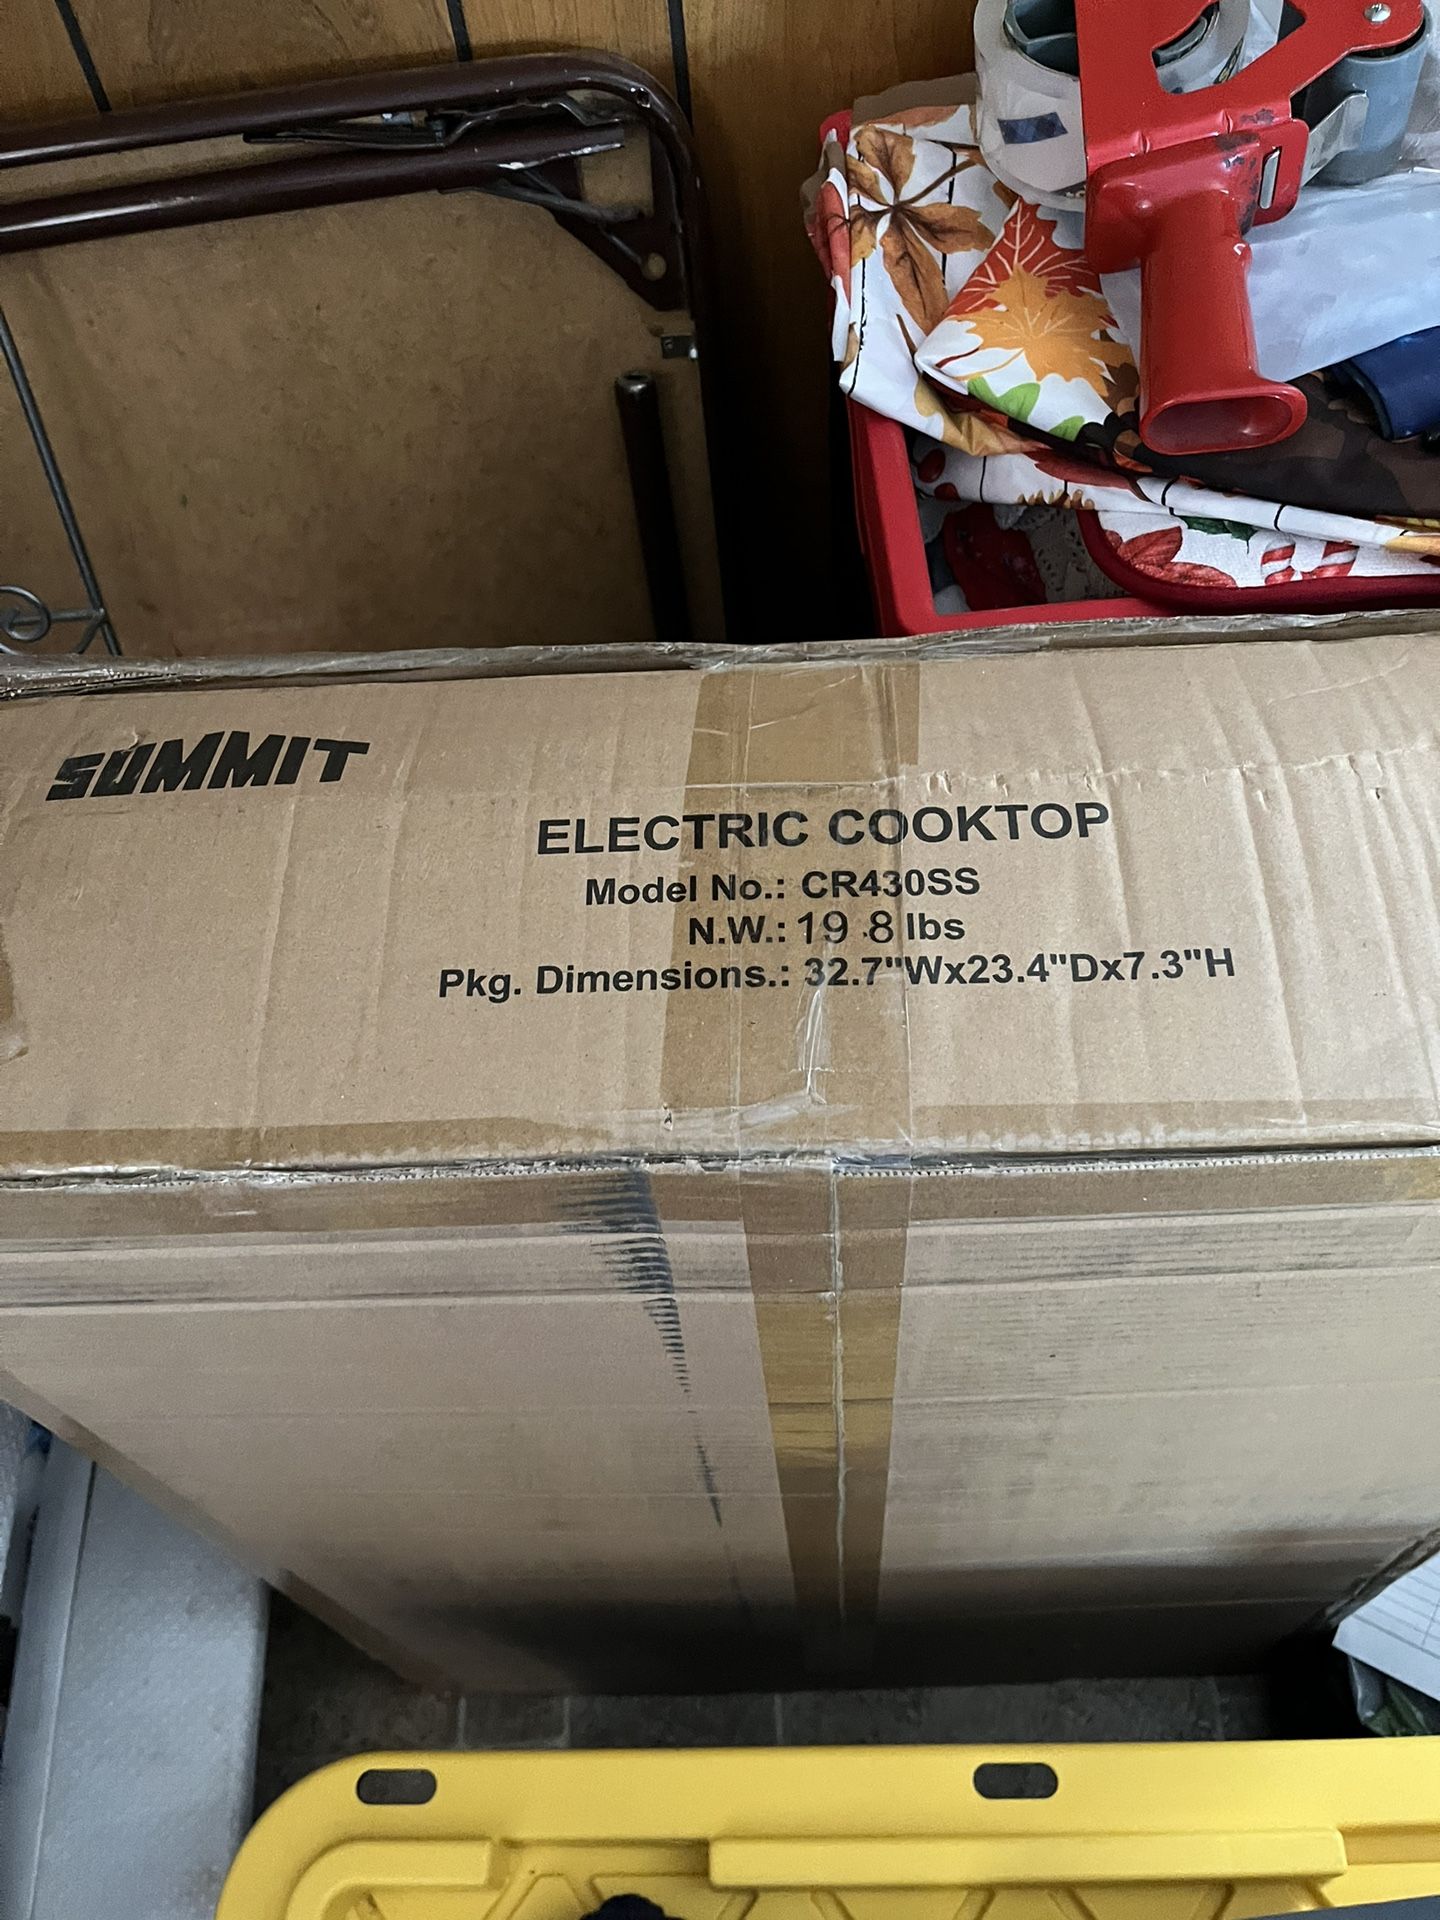 SUMMIT
ELECTRIC COOKTOP
Model No.: CR430SS
N.W.: 19.8 lbs
Pkg. Dimensions.: 32.7"Wx23.4"Dx7.3"H